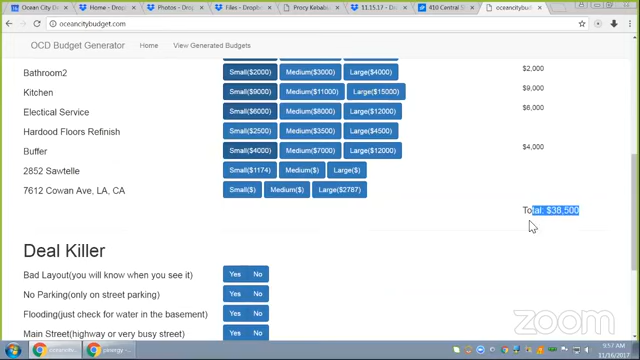 Ocean City Di
Home - Drop
Photos - Drop
Files - Dropb
Procy Kebalia
11.15.17 - D
410 Central S
oceancitybud
oceancitybudget.com
OCD Budget Generator Home View Generated Budgets
Bathroom2 Small($2000) Medium($3000) Large($4000) $2,000
Kitchen Small($9000) Medium($11000) Large($15000) $9,000
Electical Service Small($6000) Medium($8000) Large($12000) $6,000
Hardood Floors Refinish Small($2500) Medium($3500) Large($4500)
Buffer Small($4000) Medium($7000) Large($12000) $4,000
2852 Sawtelle Small($1174) Medium($) Large($)
7612 Cowan Ave, LA, CA Small($) Medium($) Large($2787)
Total: $38,500
Deal Killer
Bad Layout(you will know when you see it) Yes No
No Parking(only on street parking) Yes No
Flooding(just check for water in the basement) Yes No
Main Street(highway or very busy street) Yes No
zoom
9:57 AM
11/16/2017